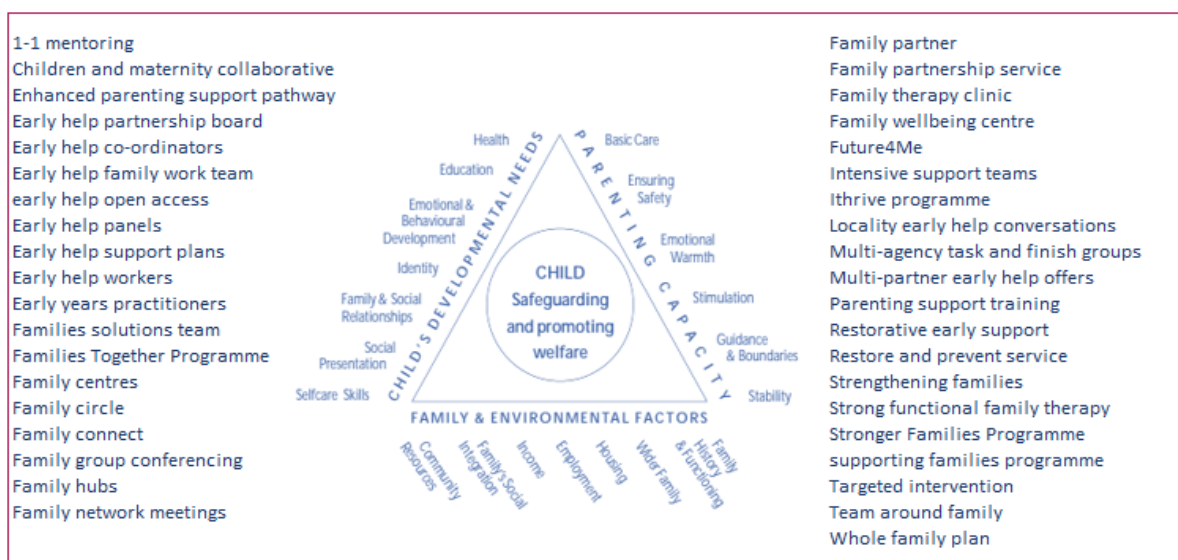 1-1 mentoring
Children and maternity collaborative
Enhanced parenting support pathway
Early help partnership board
Early help co-ordinators
Early help family work team
early help open access
Early help panels
Early help support plans
Early help workers
Early years practitioners
Families solutions team
Families Together Programme
Family centres
Family circle
Family connect
Family group conferencing
Family hubs
Family network meetings
CHILD'S DEVELOPMENTAL NEEDS
Health
Education
Emotional &
Behavioural
Development
Identity
Family & Social
Relationships
Social
Presentation
Selfcare Skills
PARENTING CAPACITY
Basic Care
Ensuring
Safety
Emotional
Warmth
Stimulation
Guidance
& Boundaries
Stability
CHILD
Safeguarding
and promoting
welfare
FAMILY & ENVIRONMENTAL FACTORS
Community
Resources
Family's Social
Integration
Income
Employment
Housing
Wider Family
Family
History
& Functioning
Family partner
Family partnership service
Family therapy clinic
Family wellbeing centre
Future4Me
Intensive support teams
Ithrive programme
Locality early help conversations
Multi-agency task and finish groups
Multi-partner early help offers
Parenting support training
Restorative early support
Restore and prevent service
Strengthening families
Strong functional family therapy
Stronger Families Programme
supporting families programme
Targeted intervention
Team around family
Whole family plan